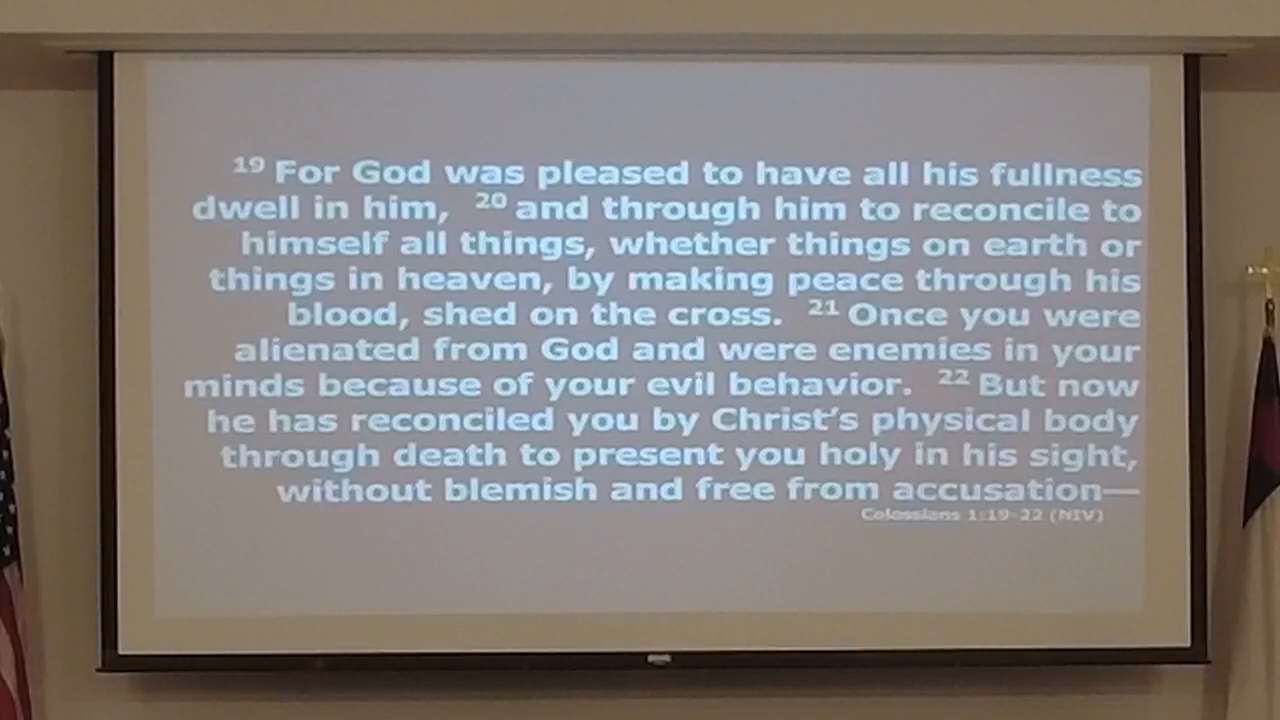 19 For God was pleased to have all his fullness
dwell in him, 20 and through him to reconcile to
himself all things, whether things on earth or
things in heaven, by making peace through his
blood, shed on the cross. 21 Once you were
alienated from God and were enemies in your
minds because of your evil behavior. 22 But now
he has reconciled you by Christ's physical body
through death to present you holy in his sight,
without blemish and free from accusation—
Colossians 1:19-22 (NIV)